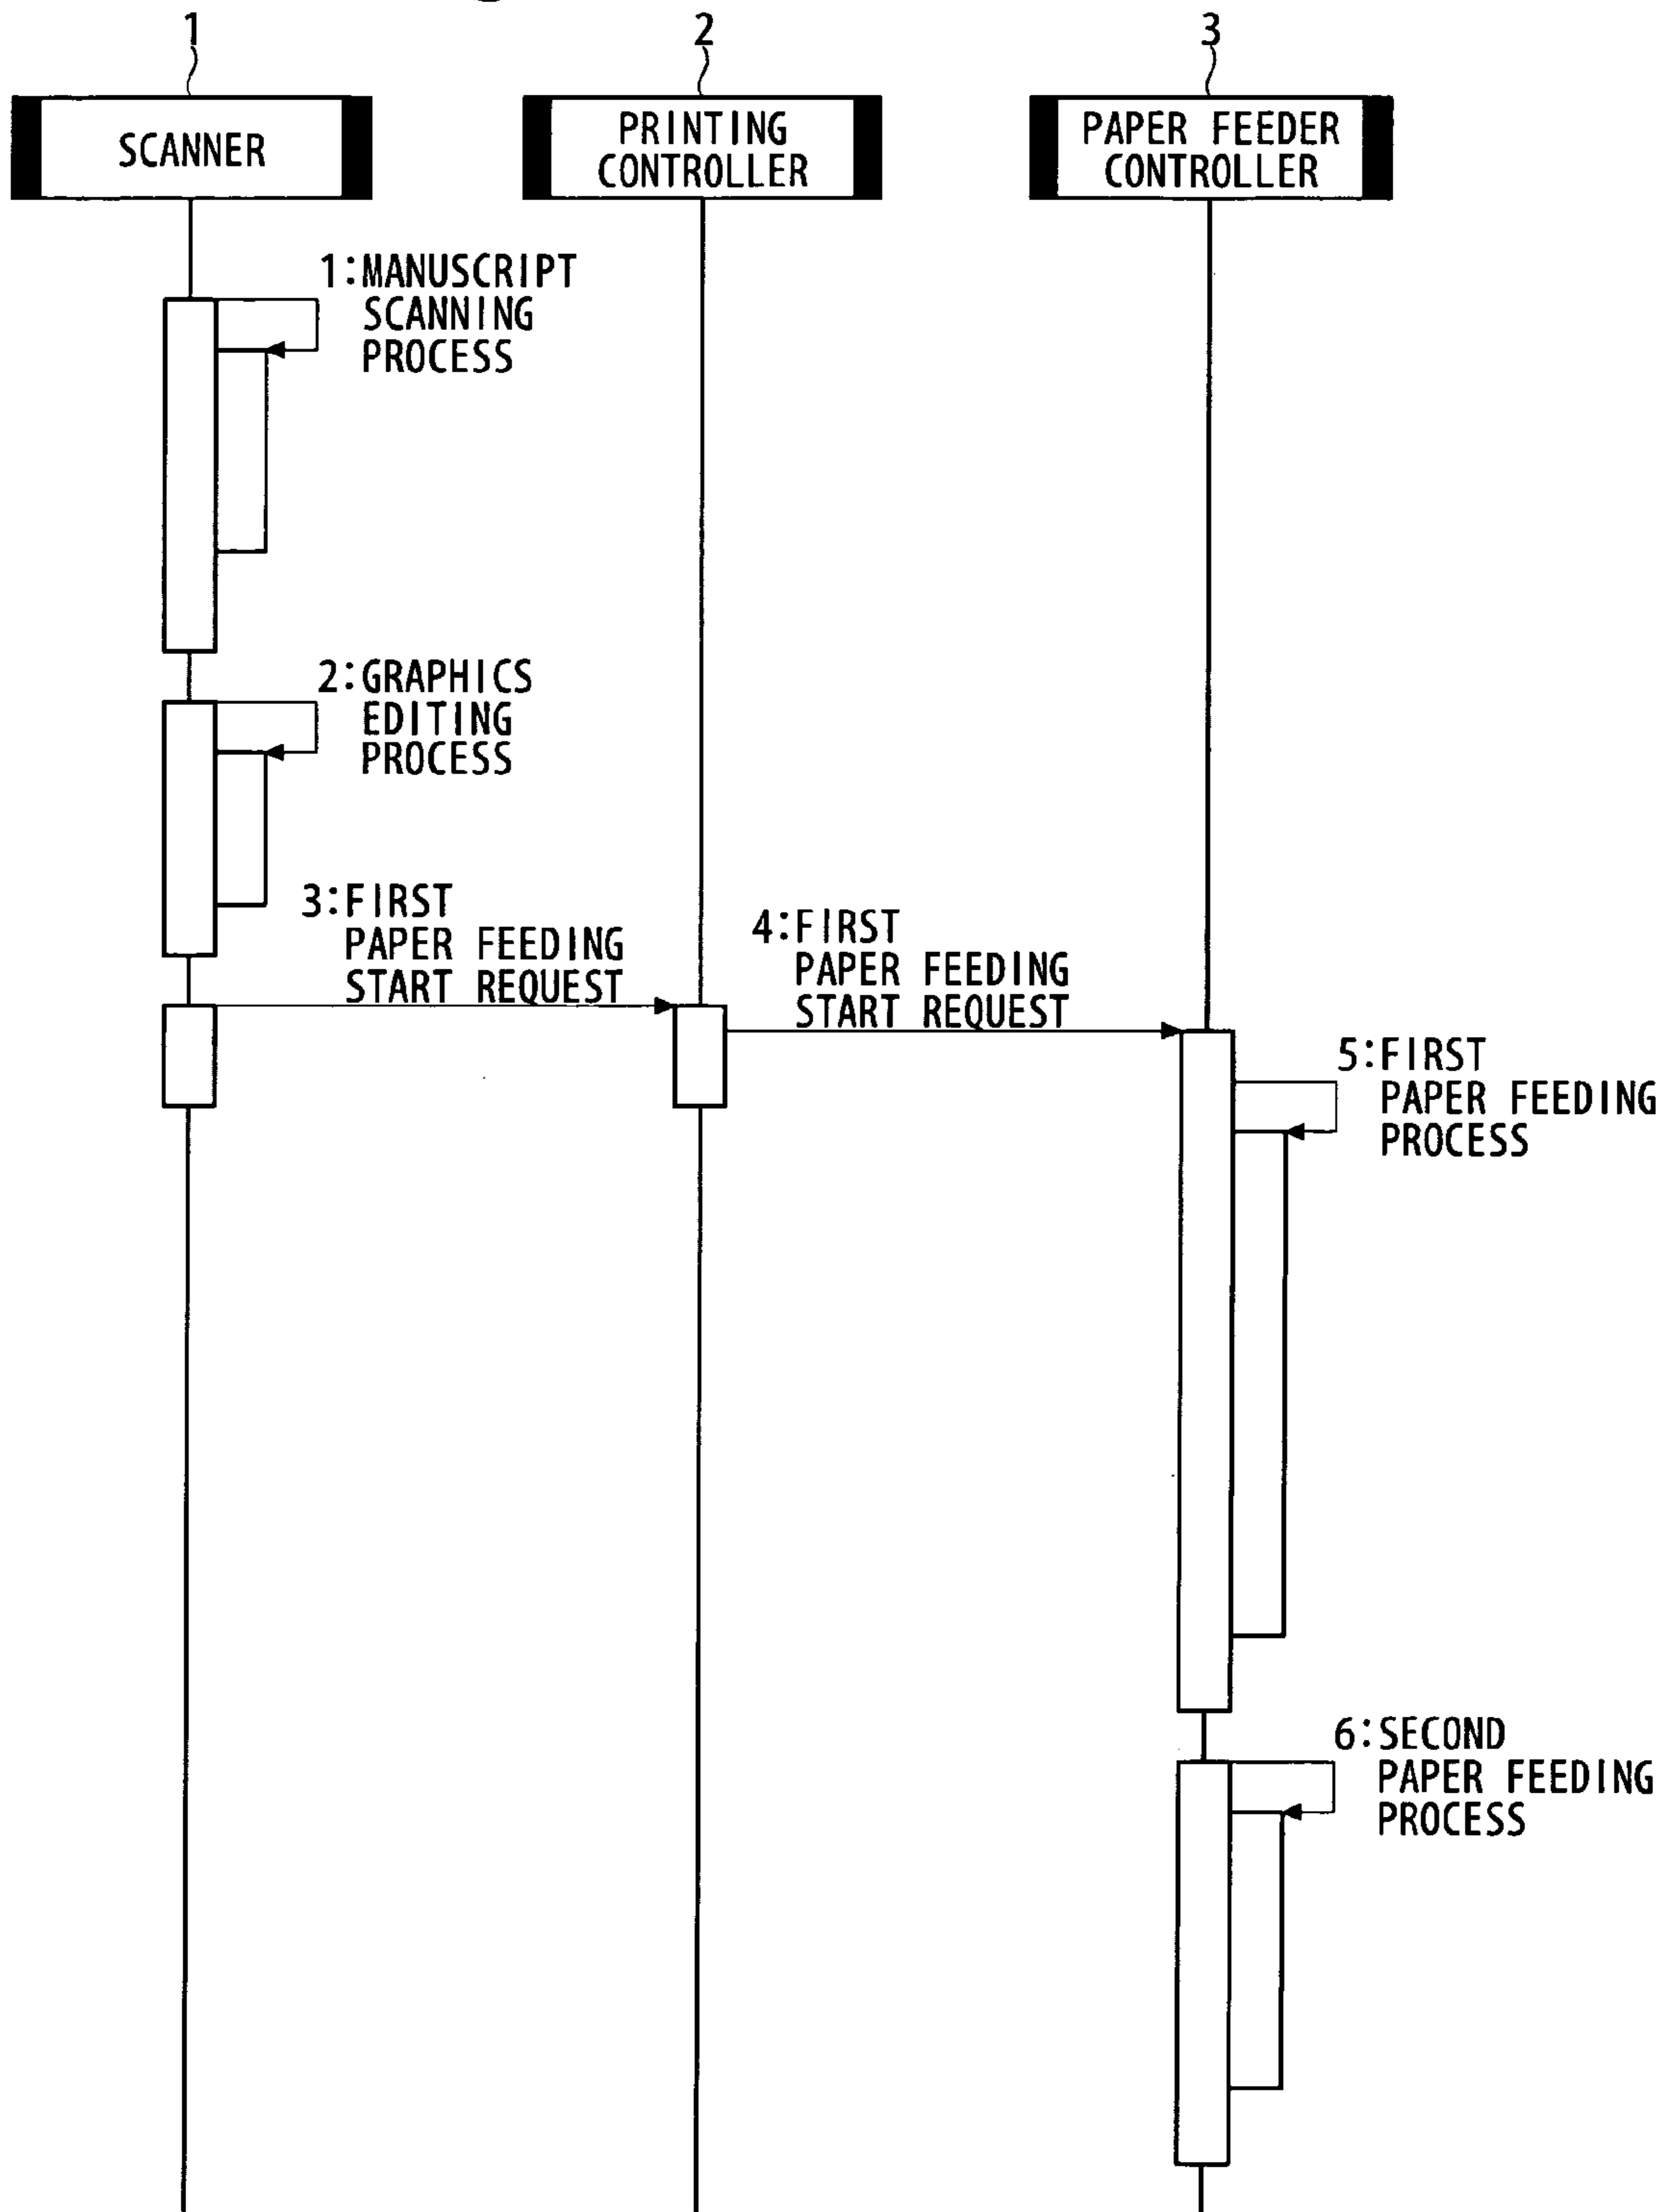 1
2
3
SCANNER
PRINTING
CONTROLLER
PAPER FEEDER
CONTROLLER
1:MANUSCRIPT
SCANNING
PROCESS
2:GRAPHICS
EDITING
PROCESS
3:FIRST
PAPER FEEDING
START REQUEST
4:FIRST
PAPER FEEDING
START REQUEST
5:FIRST
PAPER FEEDING
PROCESS
6:SECOND
PAPER FEEDING
PROCESS